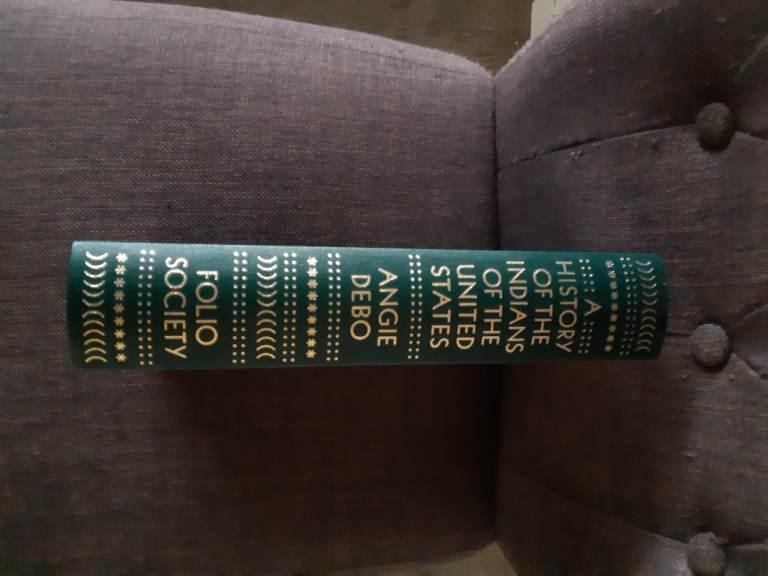 A
HISTORY
OF THE
INDIANS
OF THE
UNITED
STATES
ANGIE
DEBO
FOLIO
SOCIETY